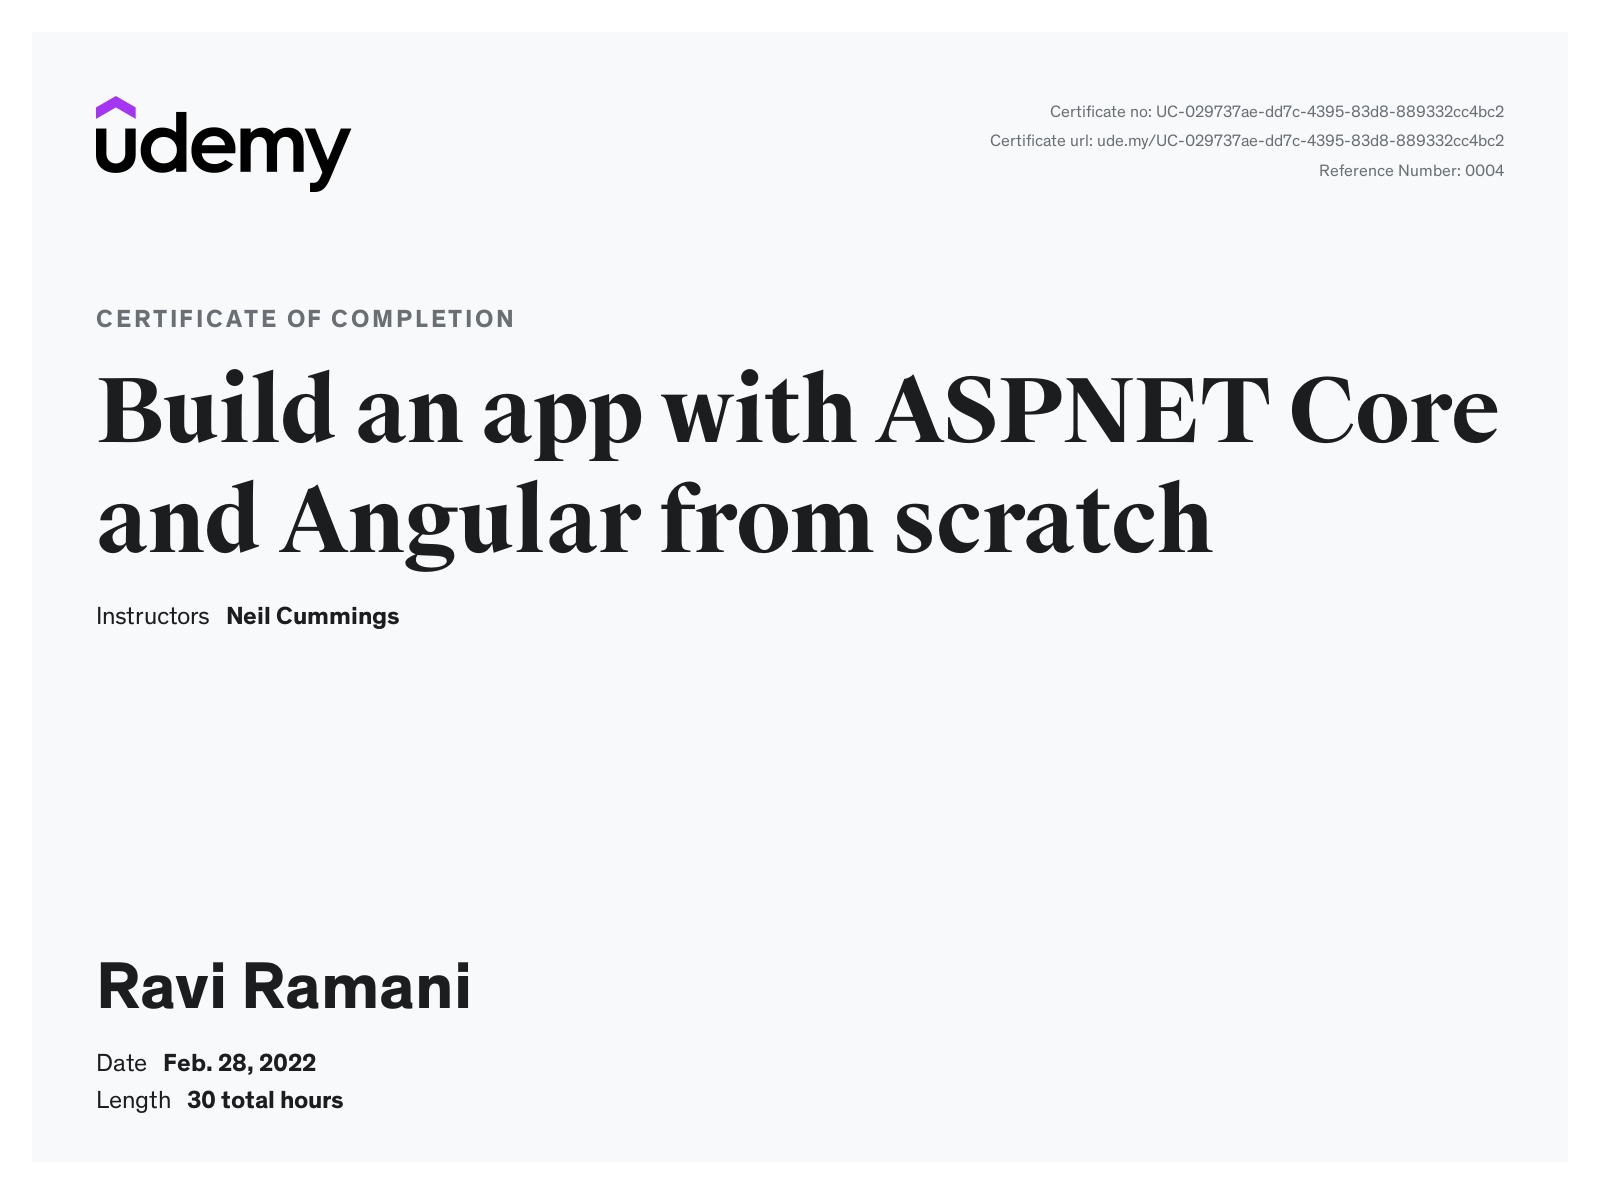 udemy
Certificate no: UC-029737ae-dd7c-4395-83d8-889332cc4bc2
Certificate url: ude.my/UC-029737ae-dd7c-4395-83d8-889332cc4bc2
Reference Number: 0004
CERTIFICATE OF COMPLETION
Build an app with ASPNET Core
and Angular from scratch
Instructors Neil Cummings
Ravi Ramani
Date Feb. 28, 2022
Length 30 total hours